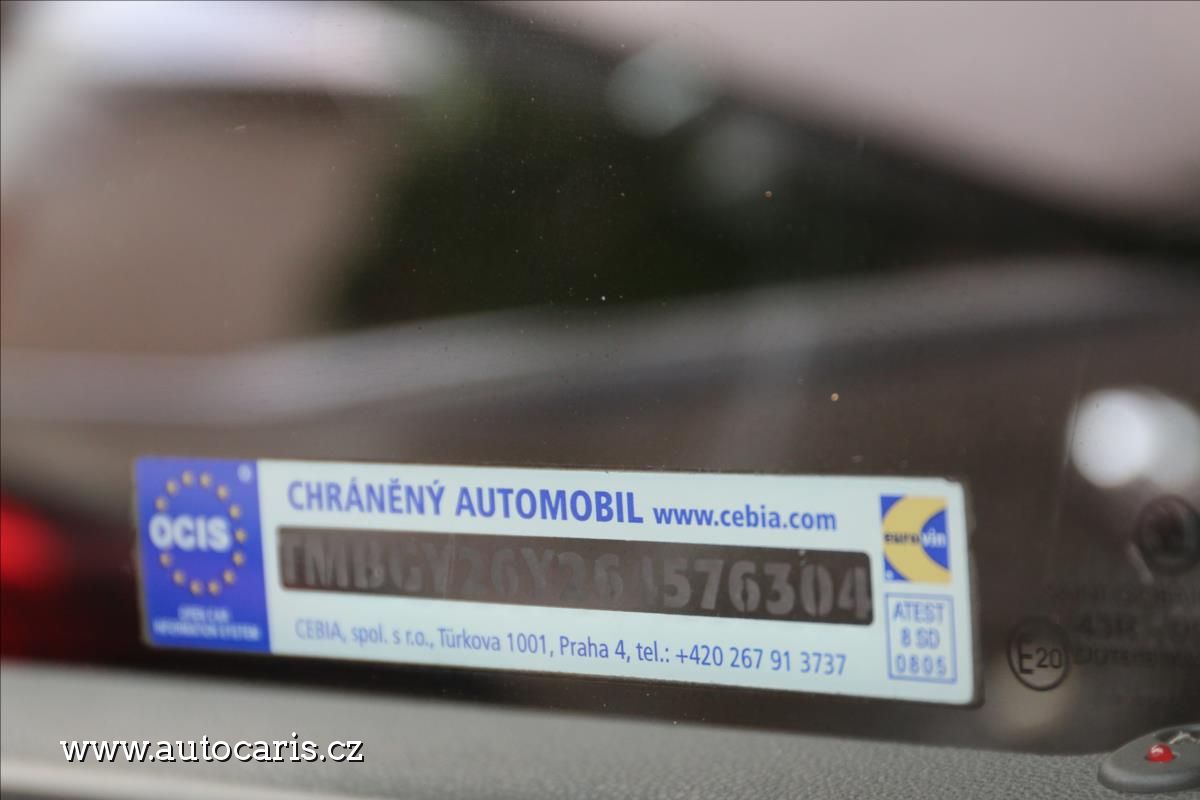 CHRÁNĚNÝ AUTOMOBIL www.cebia.com
OCIS
eurovin
TMBGY26Y264576304
OPEN CAR
INFORMATION SYSTEM
CEBIA, spol. s r.o., Türkova 1001, Praha 4, tel.: +420 267 91 3737
ATEST
8 SD
0805
43R
E20
www.autocaris.cz